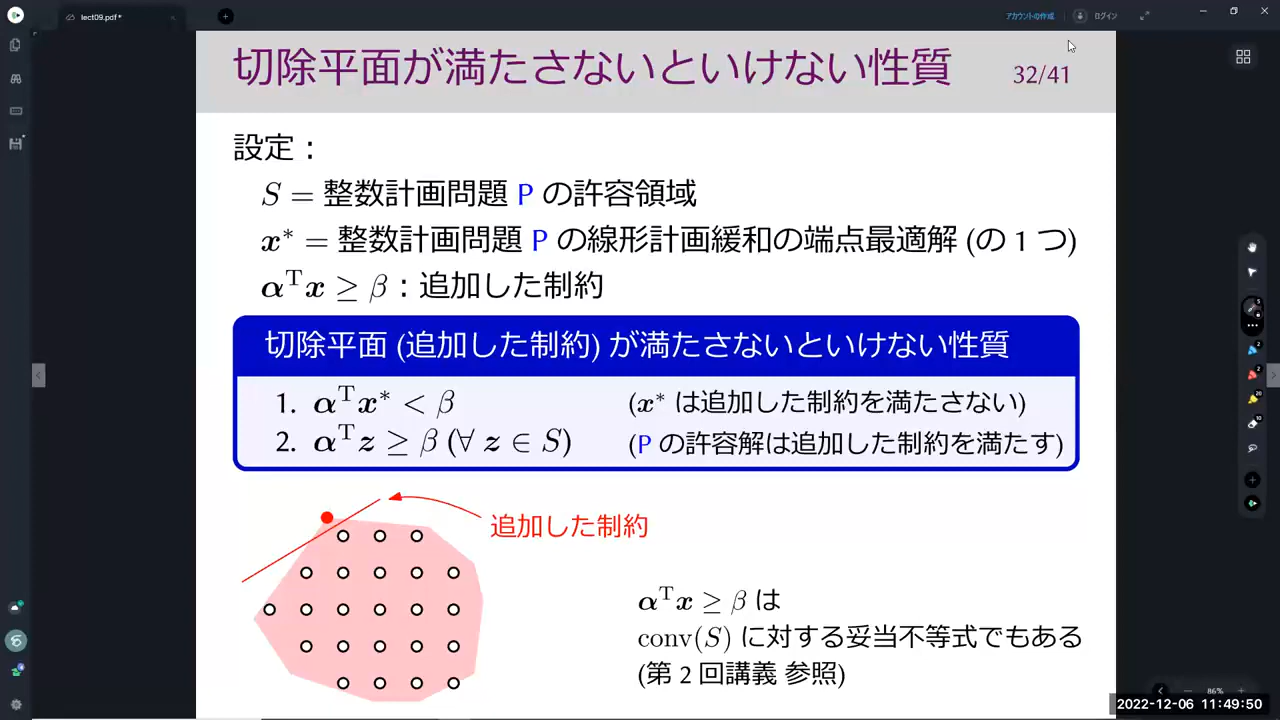 lect09.pdf*
アカウントの作成
ログイン
切除平面が満たさないといけない性質
32/41
設定：
S = 整数計画問題 P の許容領域
x* = 整数計画問題 P の線形計画緩和の端点最適解 (の 1 つ)
αᵀx ≥ β：追加した制約
切除平面 (追加した制約) が満たさないといけない性質
1. αᵀx* < β (x* は追加した制約を満たさない)
2. αᵀz ≥ β (∀ z ∈ S) (P の許容解は追加した制約を満たす)
追加した制約
αᵀx ≥ β は
conv(S) に対する妥当不等式でもある
(第 2 回講義 参照)
86%
2022-12-06 11:49:50